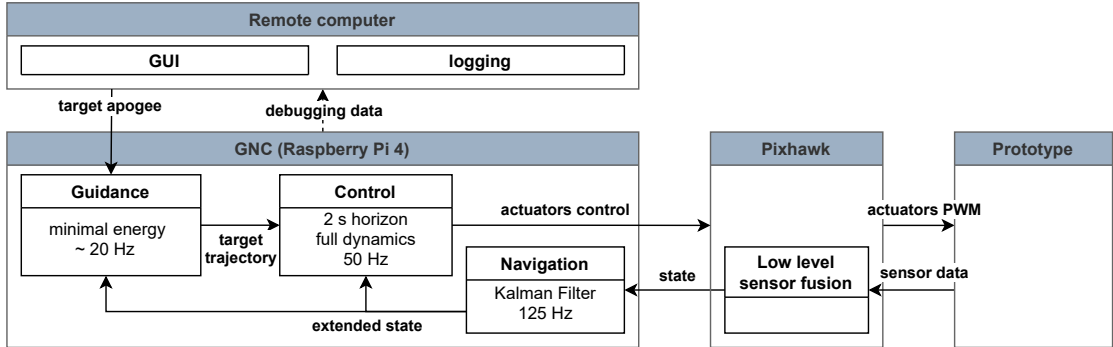 Remote computer
GUI
logging
target apogee
debugging data
GNC (Raspberry Pi 4)
Pixhawk
Prototype
Guidance
minimal energy
~ 20 Hz
target
trajectory
Control
2 s horizon
full dynamics
50 Hz
actuators control
actuators PWM
Navigation
Kalman Filter
125 Hz
state
Low level
sensor fusion
sensor data
extended state